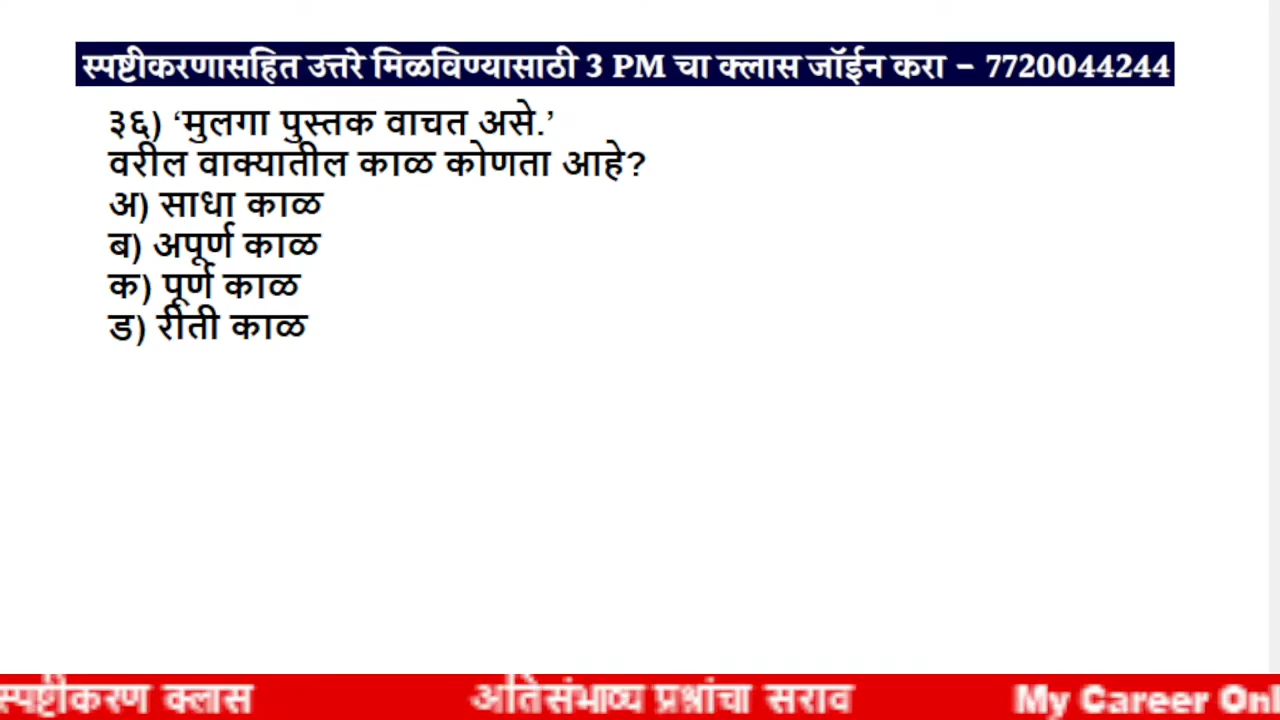 स्पष्टीकरणासहित उत्तरे मिळविण्यासाठी 3 PM चा क्लास जॉईन करा – 7720044244
३६) ‘मुलगा पुस्तक वाचत असे.’
वरील वाक्यातील काळ कोणता आहे?
अ) साधा काळ
ब) अपूर्ण काळ
क) पूर्ण काळ
ड) रीती काळ
स्पष्टीकरण क्लास अतिसंभाव्य प्रश्नांचा सराव My Career Onl